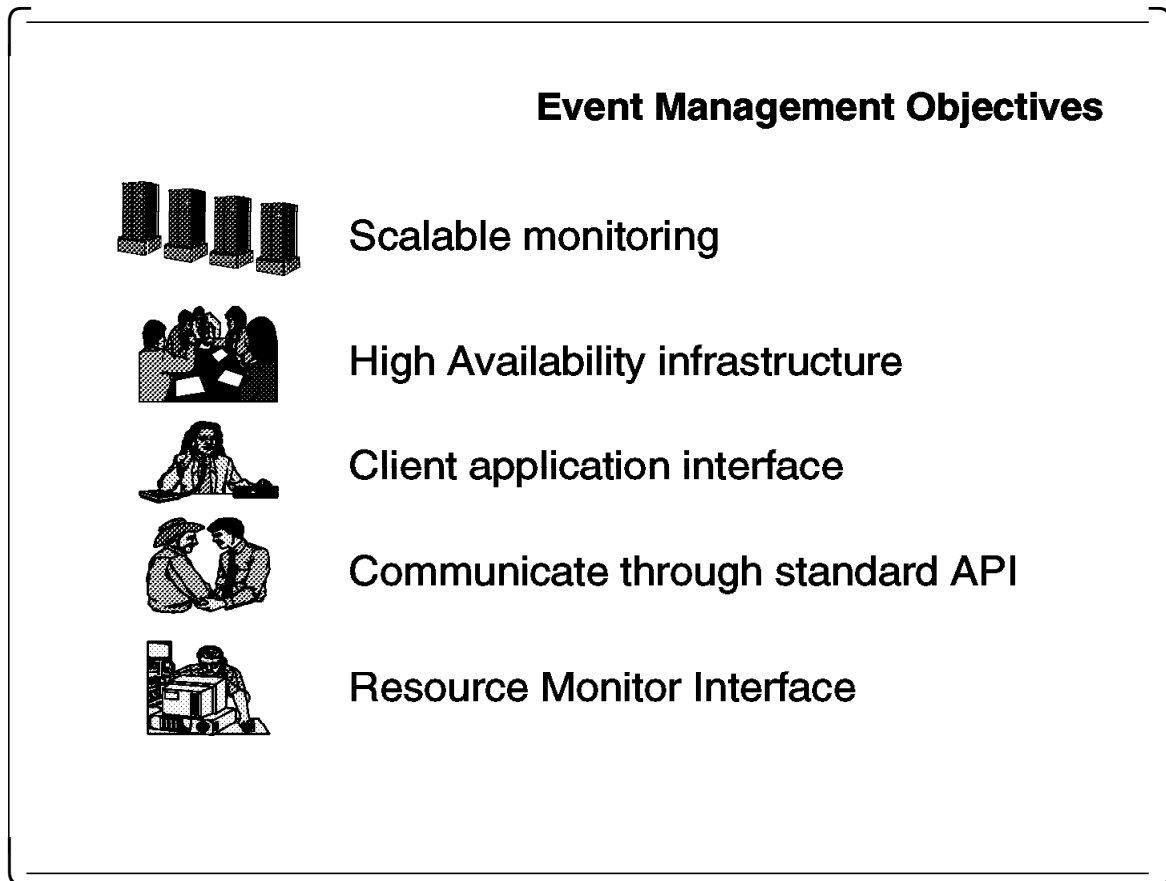 Event Management Objectives
Scalable monitoring
High Availability infrastructure
Client application interface
Communicate through standard API
Resource Monitor Interface